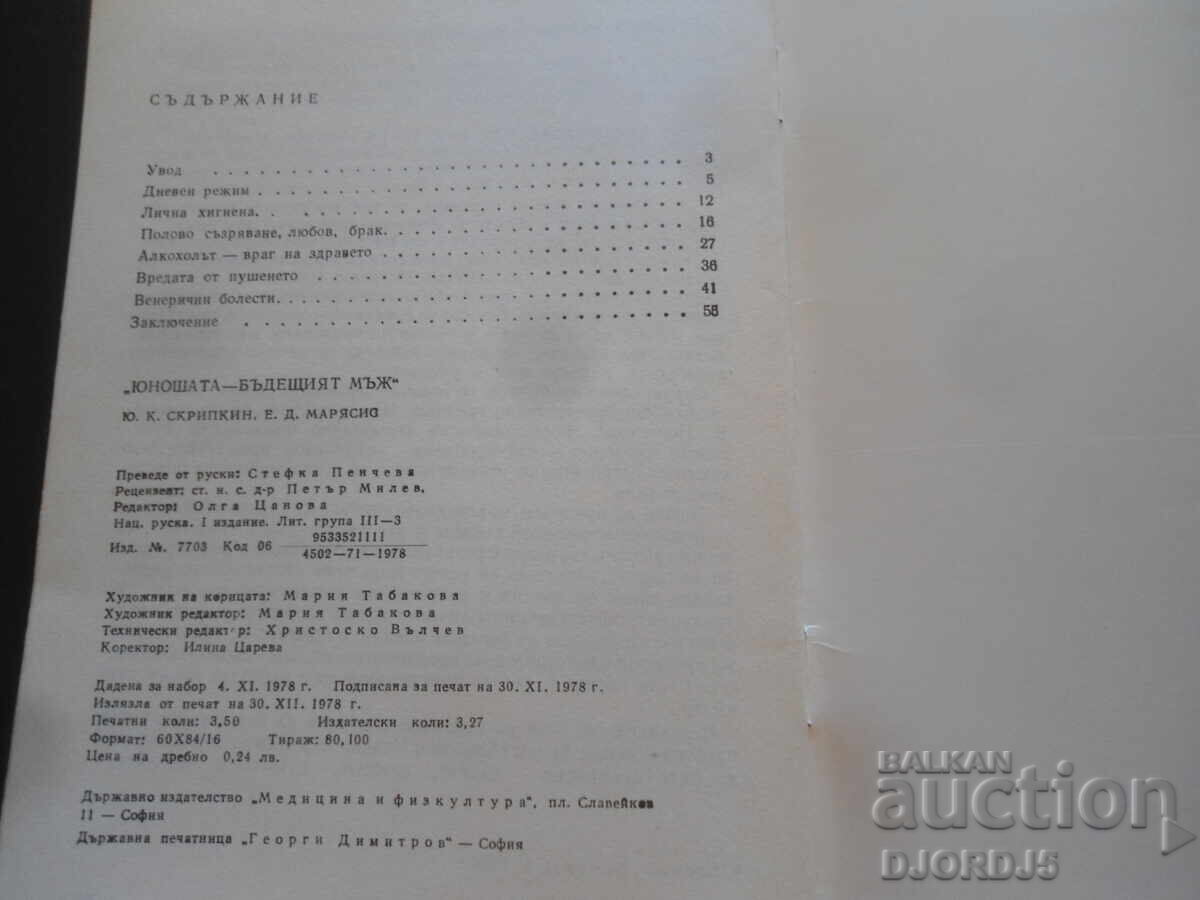 СЪДЪРЖАНИЕ
Увод . . . . . . . . . . . . . . . . . . . . 3
Дневен режим . . . . . . . . . . . . . . . . . . . . 5
Лична хигиена. . . . . . . . . . . . . . . . . . . . 12
Полово съзряване, любов, брак. . . . . . . . . . . . . . . . . 16
Алкохолът — враг на здравето . . . . . . . . . . . . . . . . . 27
Вредата от пушенето . . . . . . . . . . . . . . . . . . . 36
Венерячни болести. . . . . . . . . . . . . . . . . . . . 41
Заключение . . . . . . . . . . . . . . . . . . . . 55
„ЮНОШАТА—БЪДЕЩИЯТ МЪЖ“
Ю. К. СКРИПКИН, Е. Д. МАРЯСИС
Преведе от руски: Стефка Пенчева
Рецензент: ст. н. с. д-р Петър Милев,
Редактор: Олга Цанова
Нац. руска. I издание. Лит. група III—3
Изд. №. 7703 Код 06 9533521111
4502—71—1978
Художник на корицата: Мария Табакова
Художник редактор: Мария Табакова
Технически редактор: Христоско Вълчев
Коректор: Илина Царева
Дадена за набор 4. XI. 1978 г. Подписана за печат на 30. XI. 1978 г.
Излязла от печат на 30. XII. 1978 г.
Печатни коли: 3,50 Издателски коли: 3,27
Формат: 60X84/16 Тираж: 80,100
Цена на дребно 0,24 лв.
Държавно издателство „Медицина и физкултура“, пл. Славейков
11 — София
Държавна печатница „Георги Димитров“ — София
BALKAN
auction
DJORDJ5